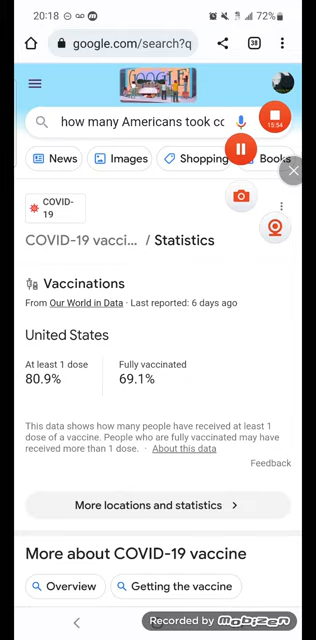 20:18
72%
google.com/search?q
38
GOOGLE
how many Americans took co
15:54
News
Images
Shopping
Books
COVID-
19
COVID-19 vacci... / Statistics
Vaccinations
From Our World in Data · Last reported: 6 days ago
United States
At least 1 dose
80.9%
Fully vaccinated
69.1%
This data shows how many people have received at least 1
dose of a vaccine. People who are fully vaccinated may have
received more than 1 dose. · About this data
Feedback
More locations and statistics
More about COVID-19 vaccine
Overview
Getting the vaccine
Recorded by mobizen